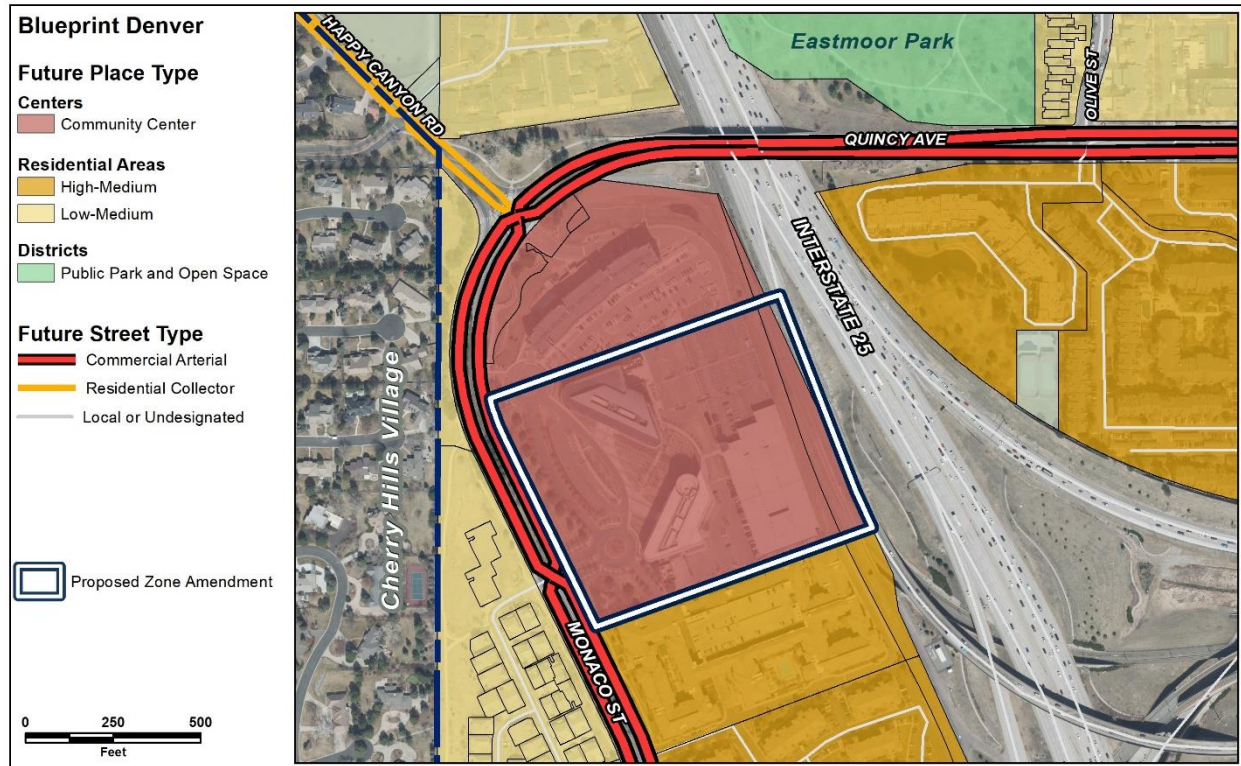 Blueprint Denver
Future Place Type
Centers
Community Center
Residential Areas
High-Medium
Low-Medium
Districts
Public Park and Open Space
Future Street Type
Commercial Arterial
Residential Collector
Local or Undesignated
Proposed Zone Amendment
0 250 500
Feet
HAPPY CANYON RD
Eastmoor Park
OLIVE ST
QUINCY AVE
INTERSTATE 25
Cherry Hills Village
MONACO ST